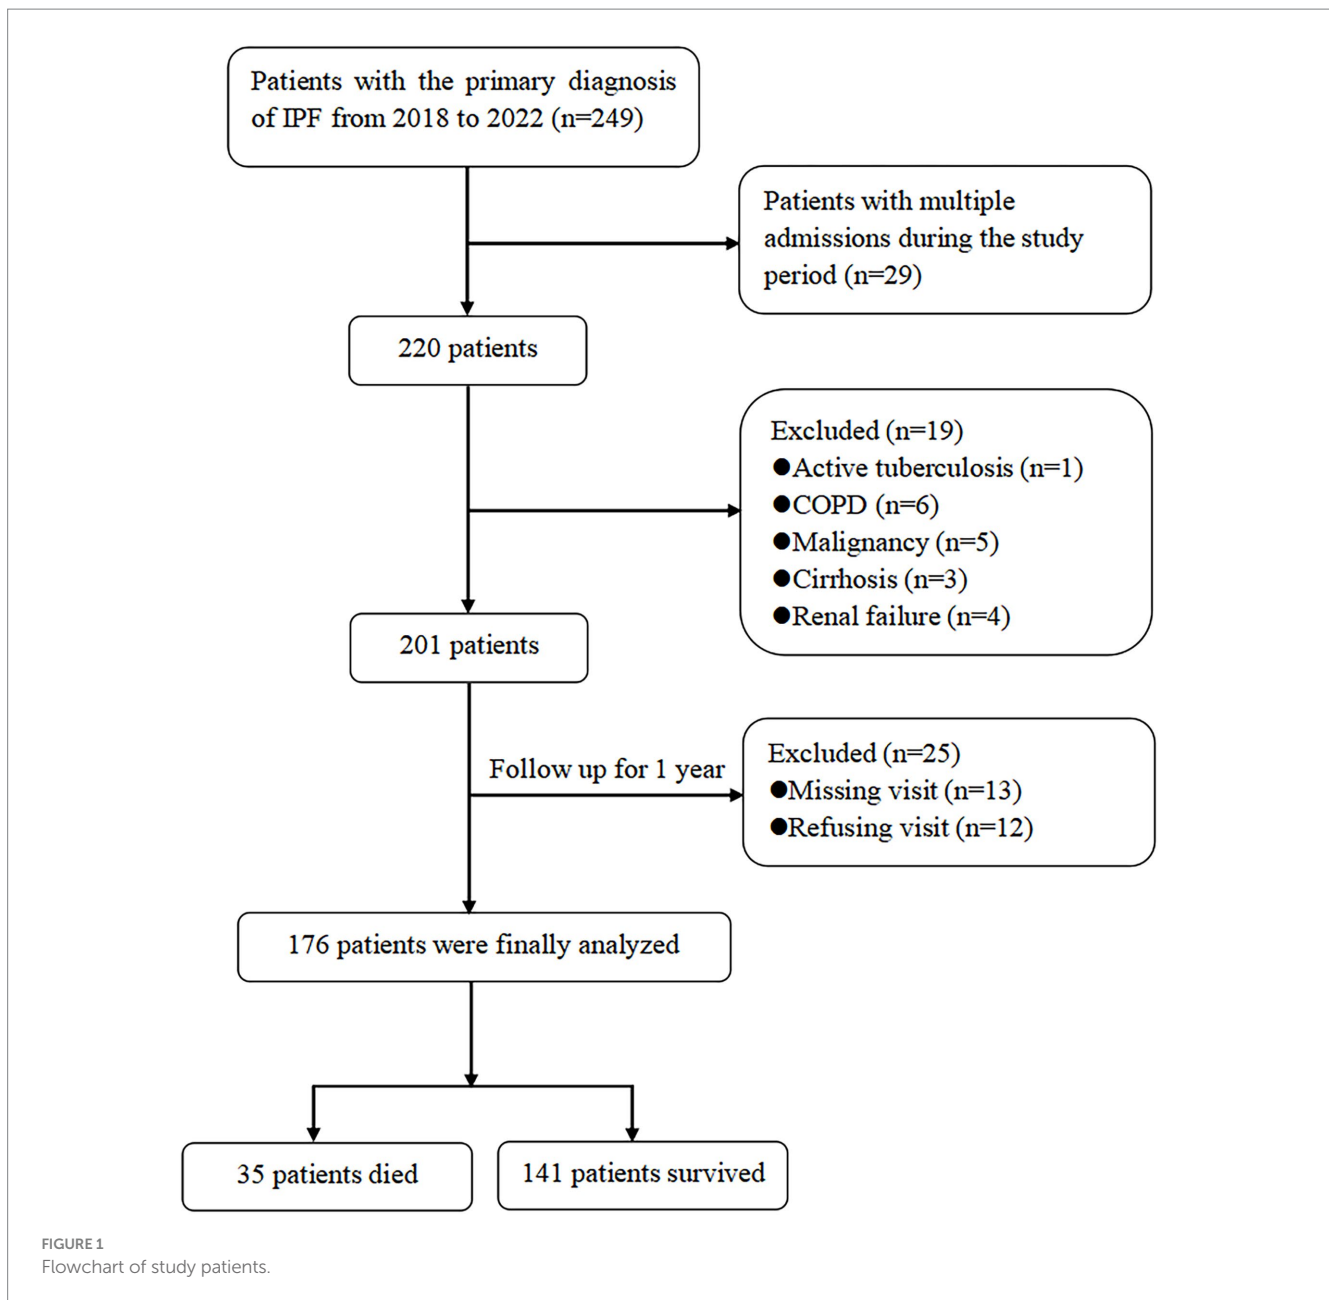 Patients with the primary diagnosis
of IPF from 2018 to 2022 (n=249)
Patients with multiple
admissions during the study
period (n=29)
220 patients
Excluded (n=19)
●Active tuberculosis (n=1)
●COPD (n=6)
●Malignancy (n=5)
●Cirrhosis (n=3)
●Renal failure (n=4)
201 patients
Follow up for 1 year
Excluded (n=25)
●Missing visit (n=13)
●Refusing visit (n=12)
176 patients were finally analyzed
35 patients died
141 patients survived
FIGURE 1
Flowchart of study patients.